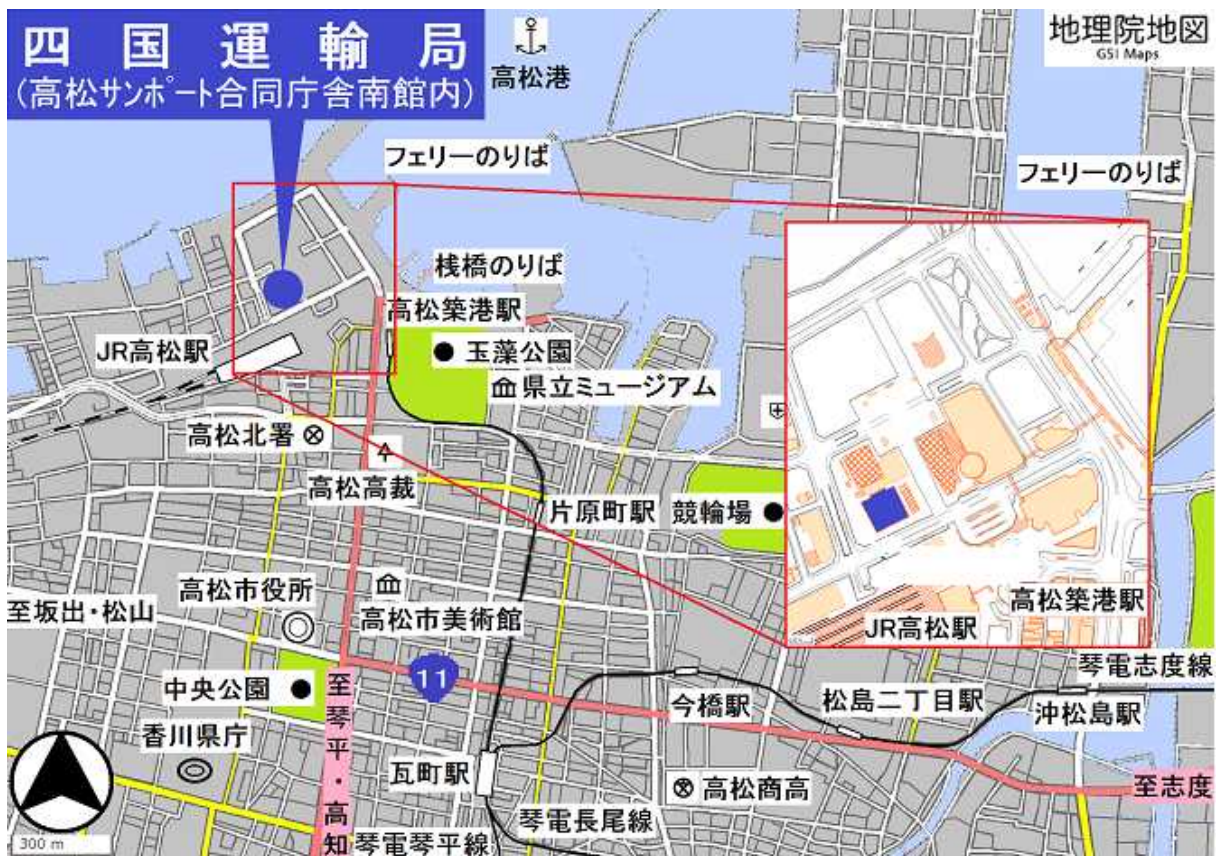 四国運輸局
(高松サンポート合同庁舎南館内)
高松港
地理院地図
GSI Maps
フェリーのりば
フェリーのりば
桟橋のりば
高松築港駅
JR高松駅
玉藻公園
県立ミュージアム
高松北署
高松高裁
片原町駅
競輪場
高松市役所
高松市美術館
至坂出・松山
高松築港駅
JR高松駅
中央公園
11
至琴平・高知
今橋駅
松島二丁目駅
琴電志度線
沖松島駅
香川県庁
瓦町駅
高松商高
至志度
琴電長尾線
琴電琴平線
300 m